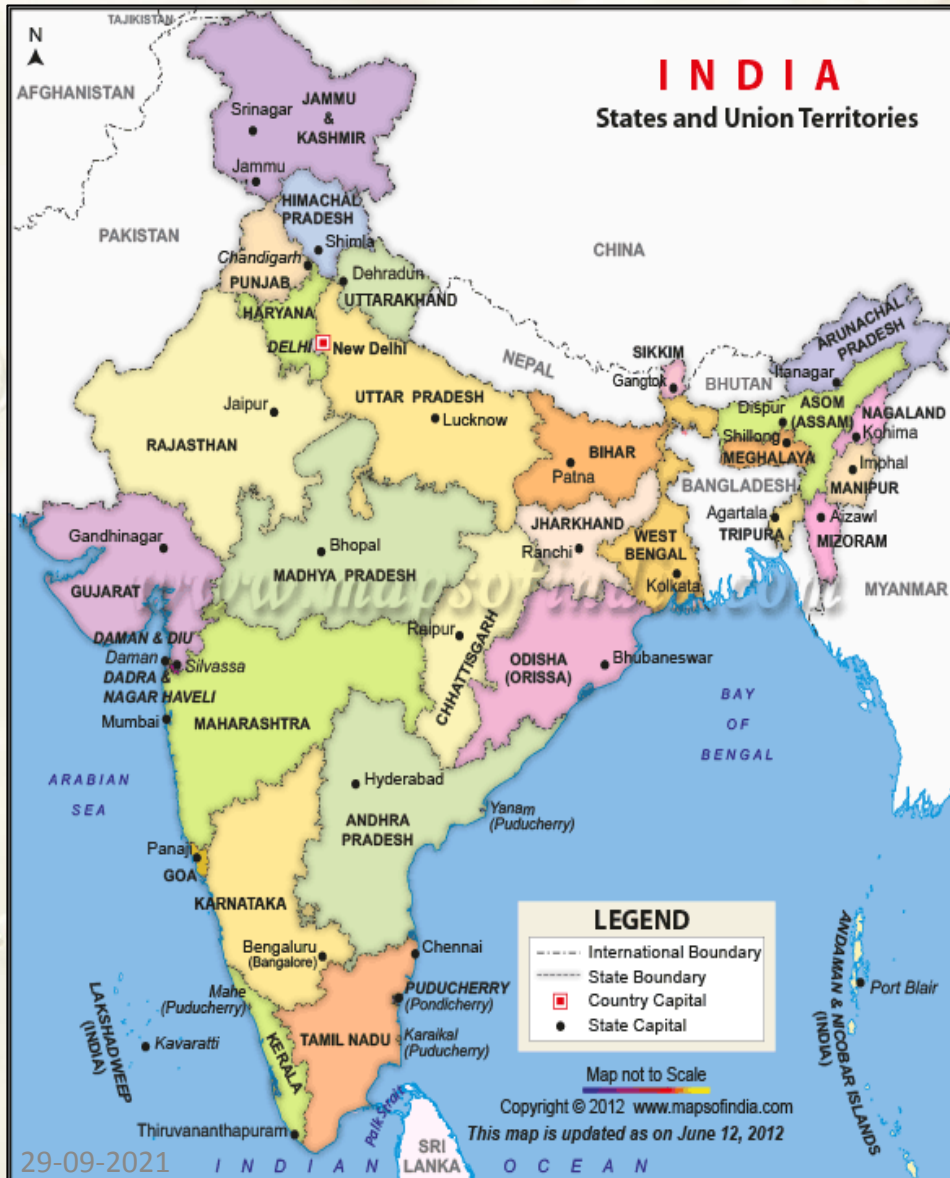 TAJIKISTAN
N
INDIA
States and Union Territories
AFGHANISTAN
JAMMU
&
KASHMIR
Srinagar
Jammu
HIMACHAL
PRADESH
PAKISTAN
Shimla
CHINA
Chandigarh
PUNJAB
Dehradun
UTTARAKHAND
HARYANA
DELHI
New Delhi
NEPAL
SIKKIM
Gangtok
BHUTAN
ARUNACHAL
PRADESH
Itanagar
UTTAR PRADESH
Lucknow
Jaipur
RAJASTHAN
Dispur
ASOM
(ASSAM)
NAGALAND
Kohima
Shillong
MEGHALAYA
BIHAR
Patna
Imphal
MANIPUR
BANGLADESH
Agartala
TRIPURA
Aizawl
MIZORAM
JHARKHAND
Ranchi
WEST
BENGAL
Kolkata
Gandhinagar
GUJARAT
Bhopal
MADHYA PRADESH
www.mapsofindia.com
MYANMAR
Raipur
CHHATTISGARH
ODISHA
(ORISSA)
Bhubaneswar
DAMAN & DIU
Daman
Silvassa
DADRA &
NAGAR HAVELI
Mumbai
MAHARASHTRA
BAY
OF
BENGAL
ARABIAN
SEA
Hyderabad
ANDHRA
PRADESH
Yanam
(Puducherry)
Panaji
GOA
KARNATAKA
Bengaluru
(Bangalore)
Chennai
Mahe
(Puducherry)
PUDUCHERRY
(Pondicherry)
LAKSHADWEEP
(INDIA)
Kavaratti
KERALA
TAMIL NADU
Karaikal
(Puducherry)
Thiruvananthapuram
Palk Strait
SRI
LANKA
LEGEND
International Boundary
State Boundary
Country Capital
State Capital
ANDAMAN & NICOBAR ISLANDS
(INDIA)
Port Blair
Map not to Scale
Copyright © 2012 www.mapsofindia.com
This map is updated as on June 12, 2012
29-09-2021
INDIAN OCEAN